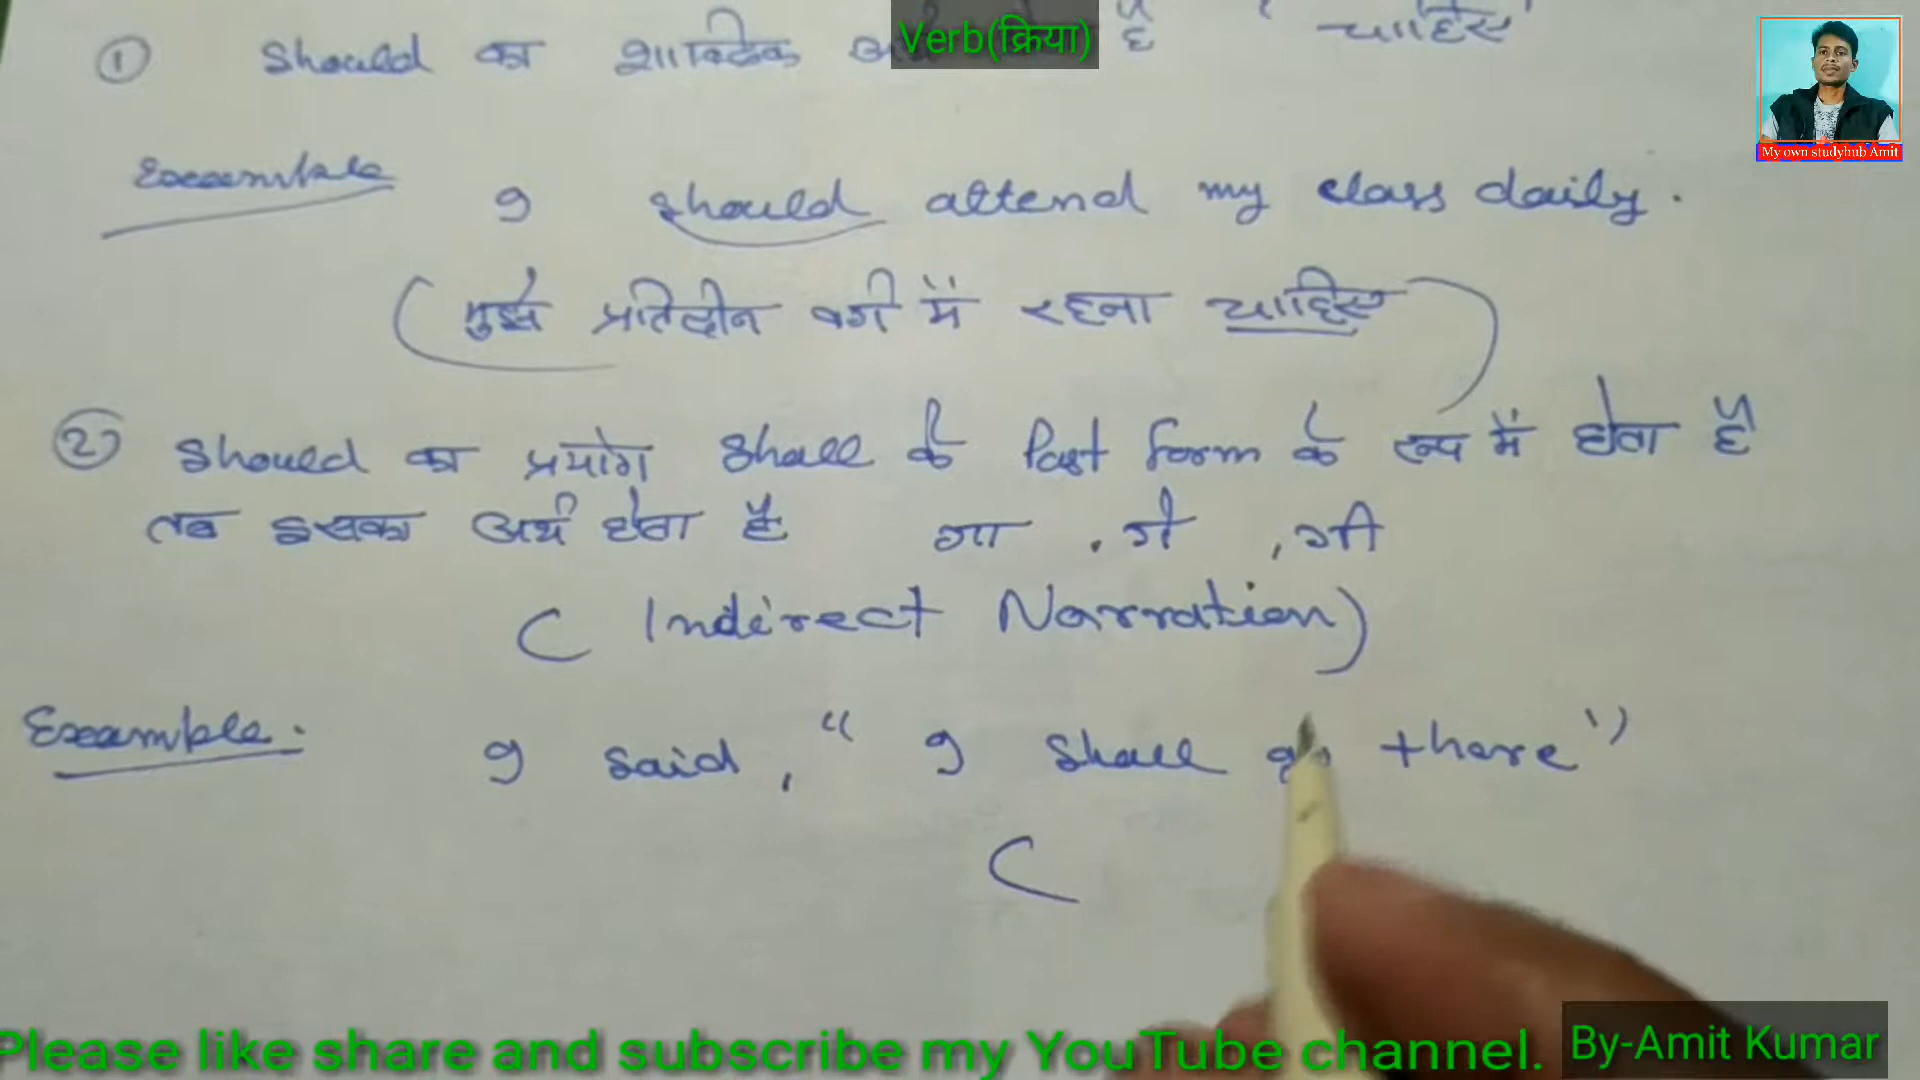 Verb(क्रिया)
① Should का शाब्दिक है चाहिए
My own studyhub Amit
Example I should attend my class daily.
( मुझे प्रतिदीन वर्ग में रहना चाहिए )
② Should का प्रयोग Shall के Past form के रूप में होता है
तब इसका अर्थ होता है गा , गे , गी
( Indirect Narration )
Example. I said, " I shall go there "
(
Please like share and subscribe my YouTube channel.
By-Amit Kumar